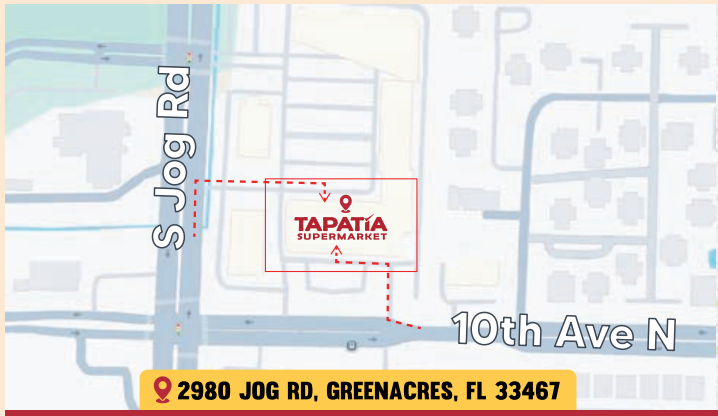 S Jog Rd
TAPATÍA
SUPERMARKET
10th Ave N
2980 JOG RD, GREENACRES, FL 33467